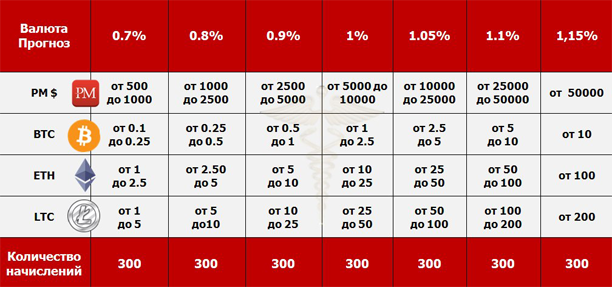 Валюта Прогноз 0.7% 0.8% 0.9% 1% 1.05% 1.1% 1,15%
PM $ PM от 500 до 1000 от 1000 до 2500 от 2500 до 5000 от 5000 до 10000 от 10000 до 25000 от 25000 до 50000 от 50000
BTC от 0.1 до 0.25 от 0.25 до 0.5 от 0.5 до 1 от 1 до 2.5 от 2.5 до 5 от 5 до 10 от 10
ETH от 1 до 2.5 от 2.50 до 5 от 5 до 10 от 10 до 25 от 25 до 50 от 50 до 100 от 100
LTC от 1 до 5 от 5 до10 от 10 до 25 от 25 до 50 от 50 до 100 от 100 до 200 от 200
Количество начислений 300 300 300 300 300 300 300